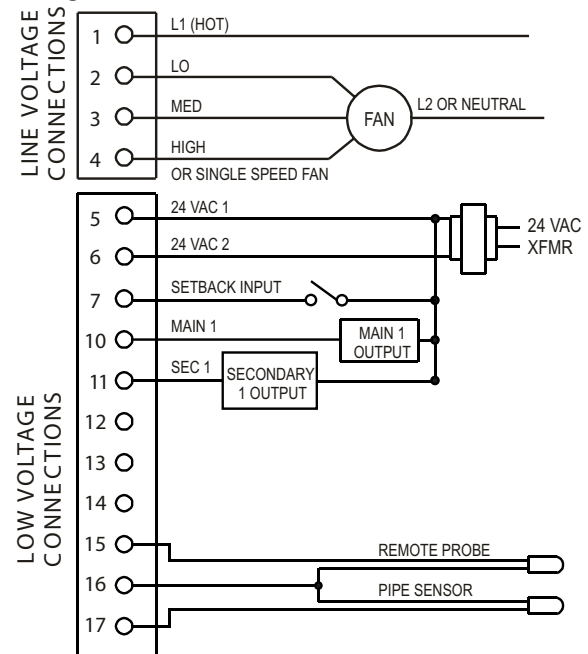 LINE VOLTAGE
CONNECTIONS
1
L1 (HOT)
2
LO
3
MED
FAN
L2 OR NEUTRAL
4
HIGH
OR SINGLE SPEED FAN
LOW VOLTAGE
CONNECTIONS
5
24 VAC 1
24 VAC
XFMR
6
24 VAC 2
7
SETBACK INPUT
10
MAIN 1
MAIN 1
OUTPUT
11
SEC 1
SECONDARY
1 OUTPUT
12
13
14
15
REMOTE PROBE
16
PIPE SENSOR
17